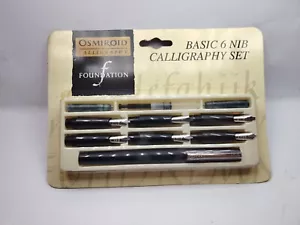 OSMIROID
f
FOUNDATION
BASIC 6 NIB
CALLIGRAPHY SET